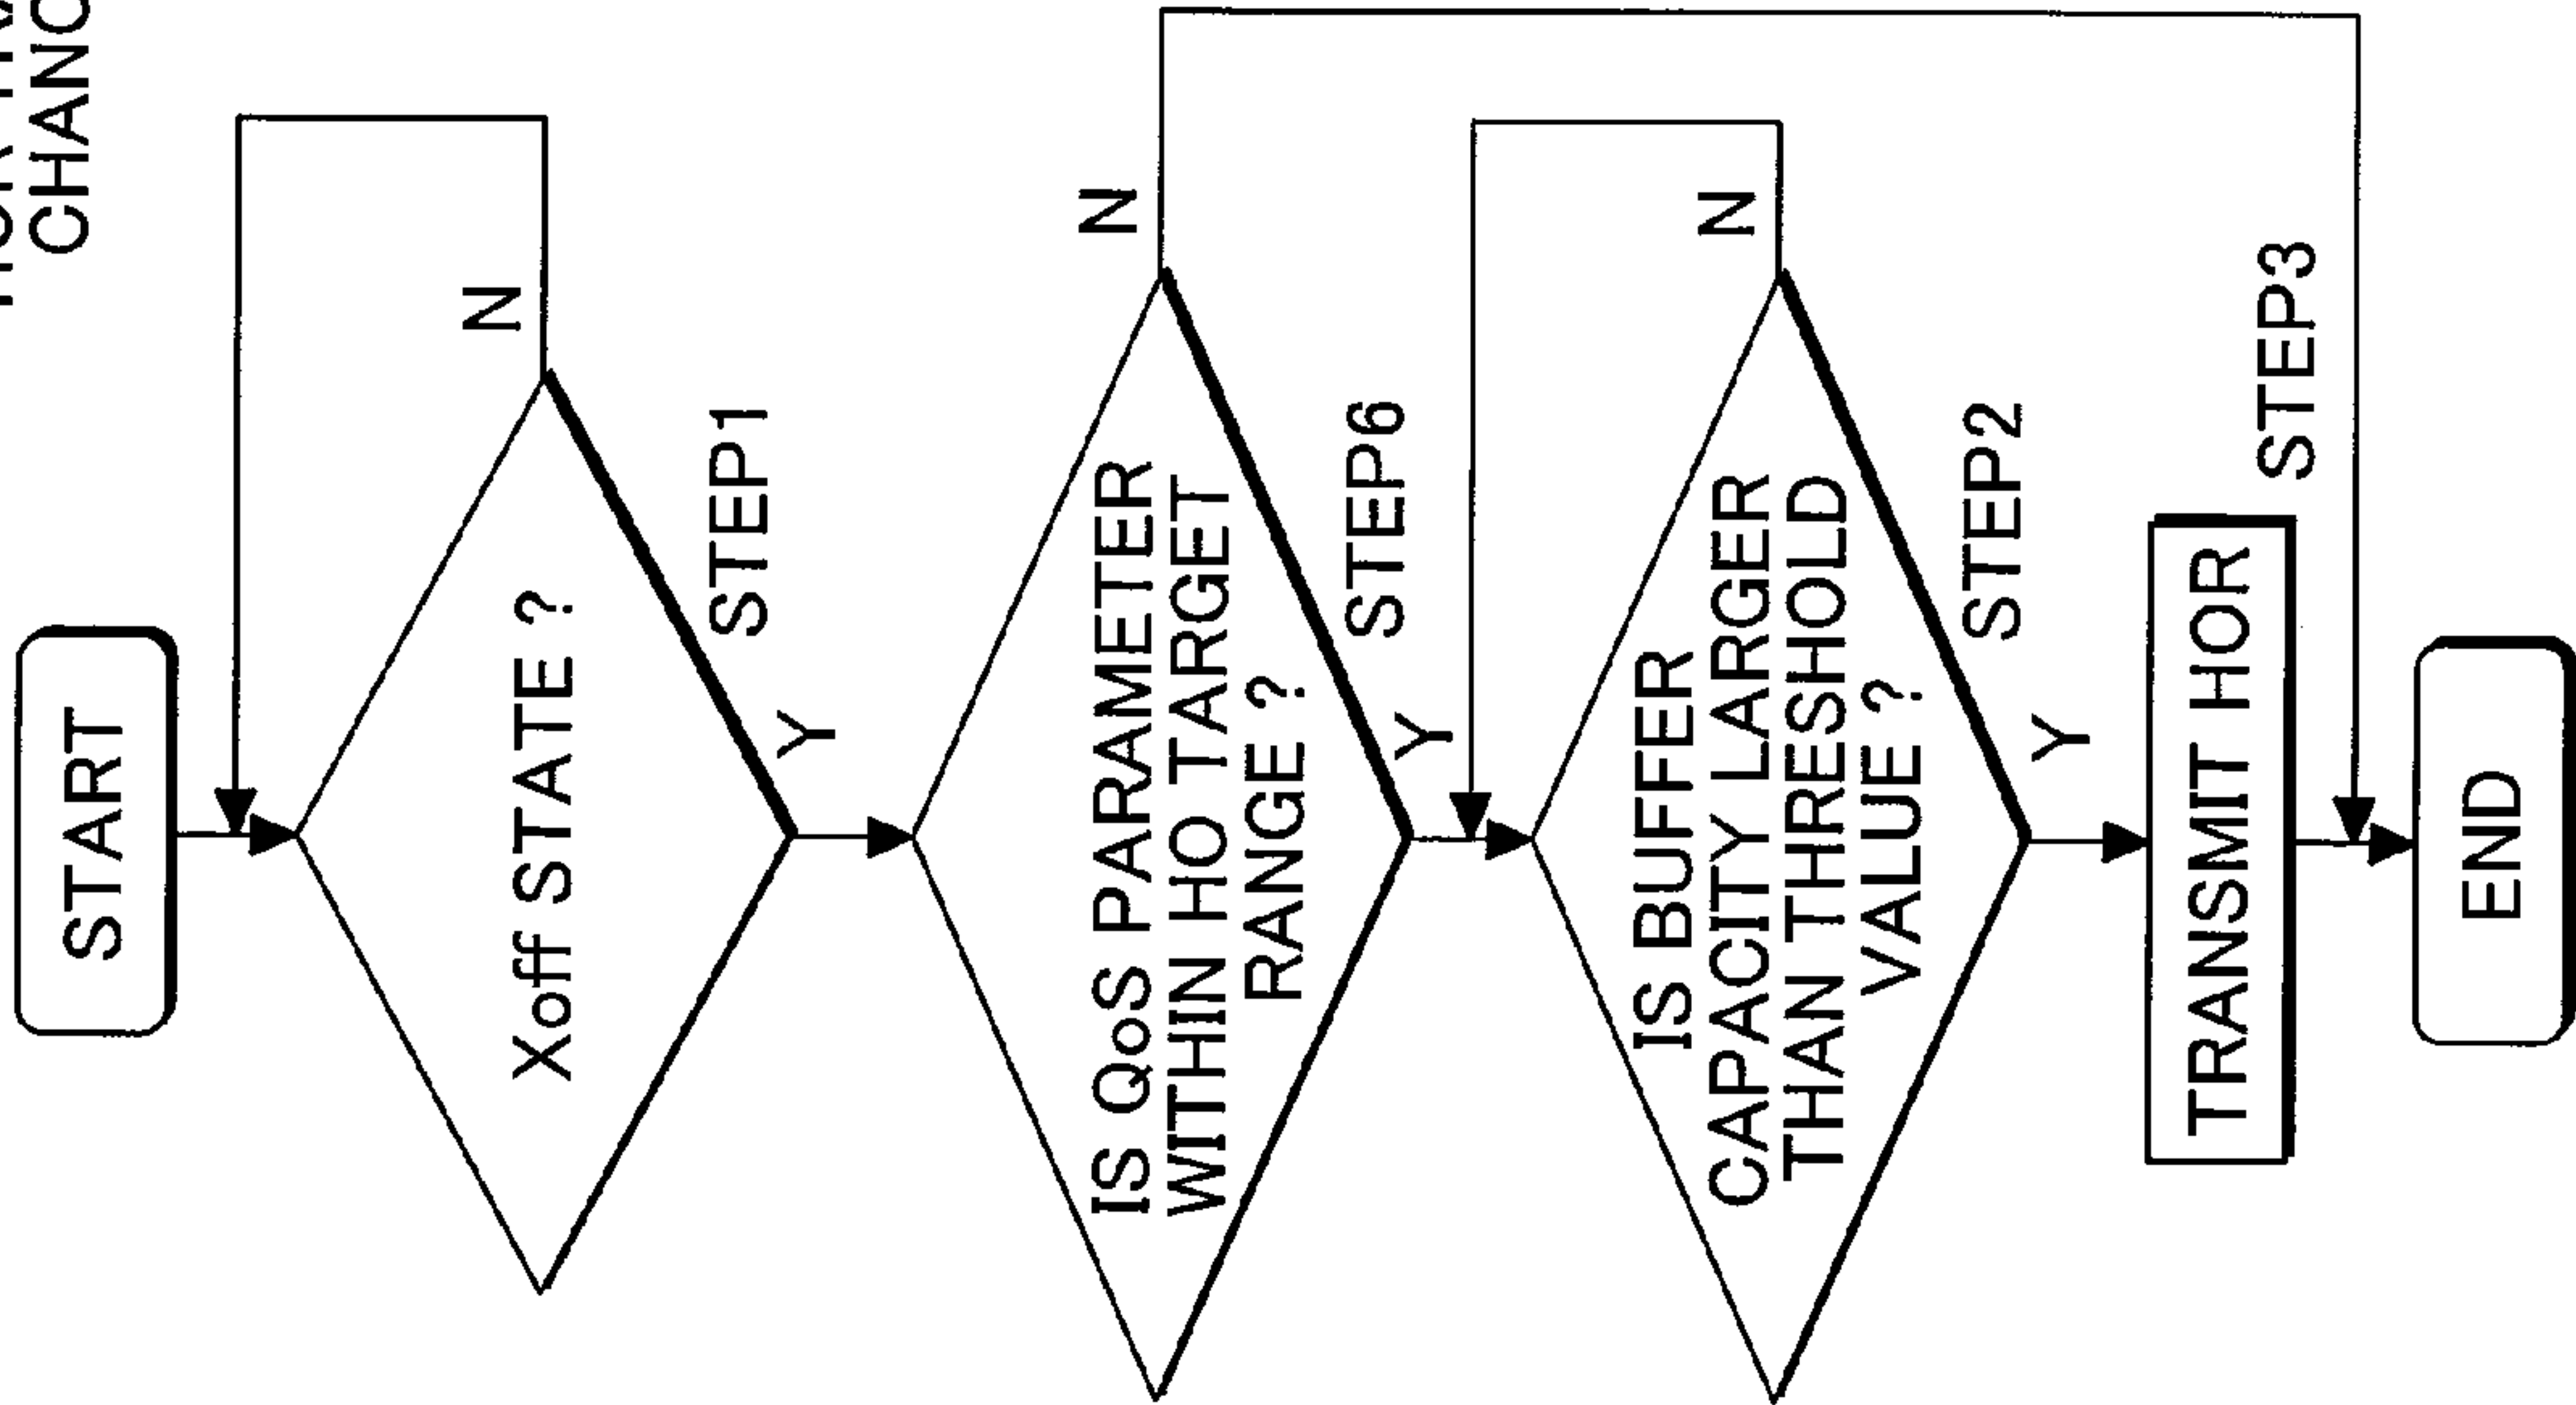 CHANG
START
Xoff STATE ?
N
STEP1
Y
IS QoS PARAMETER
WITHIN HO TARGET
RANGE ?
N
STEP6
Y
IS BUFFER
CAPACITY LARGER
THAN THRESHOLD
VALUE ?
N
STEP2
Y
TRANSMIT HOR
STEP3
END